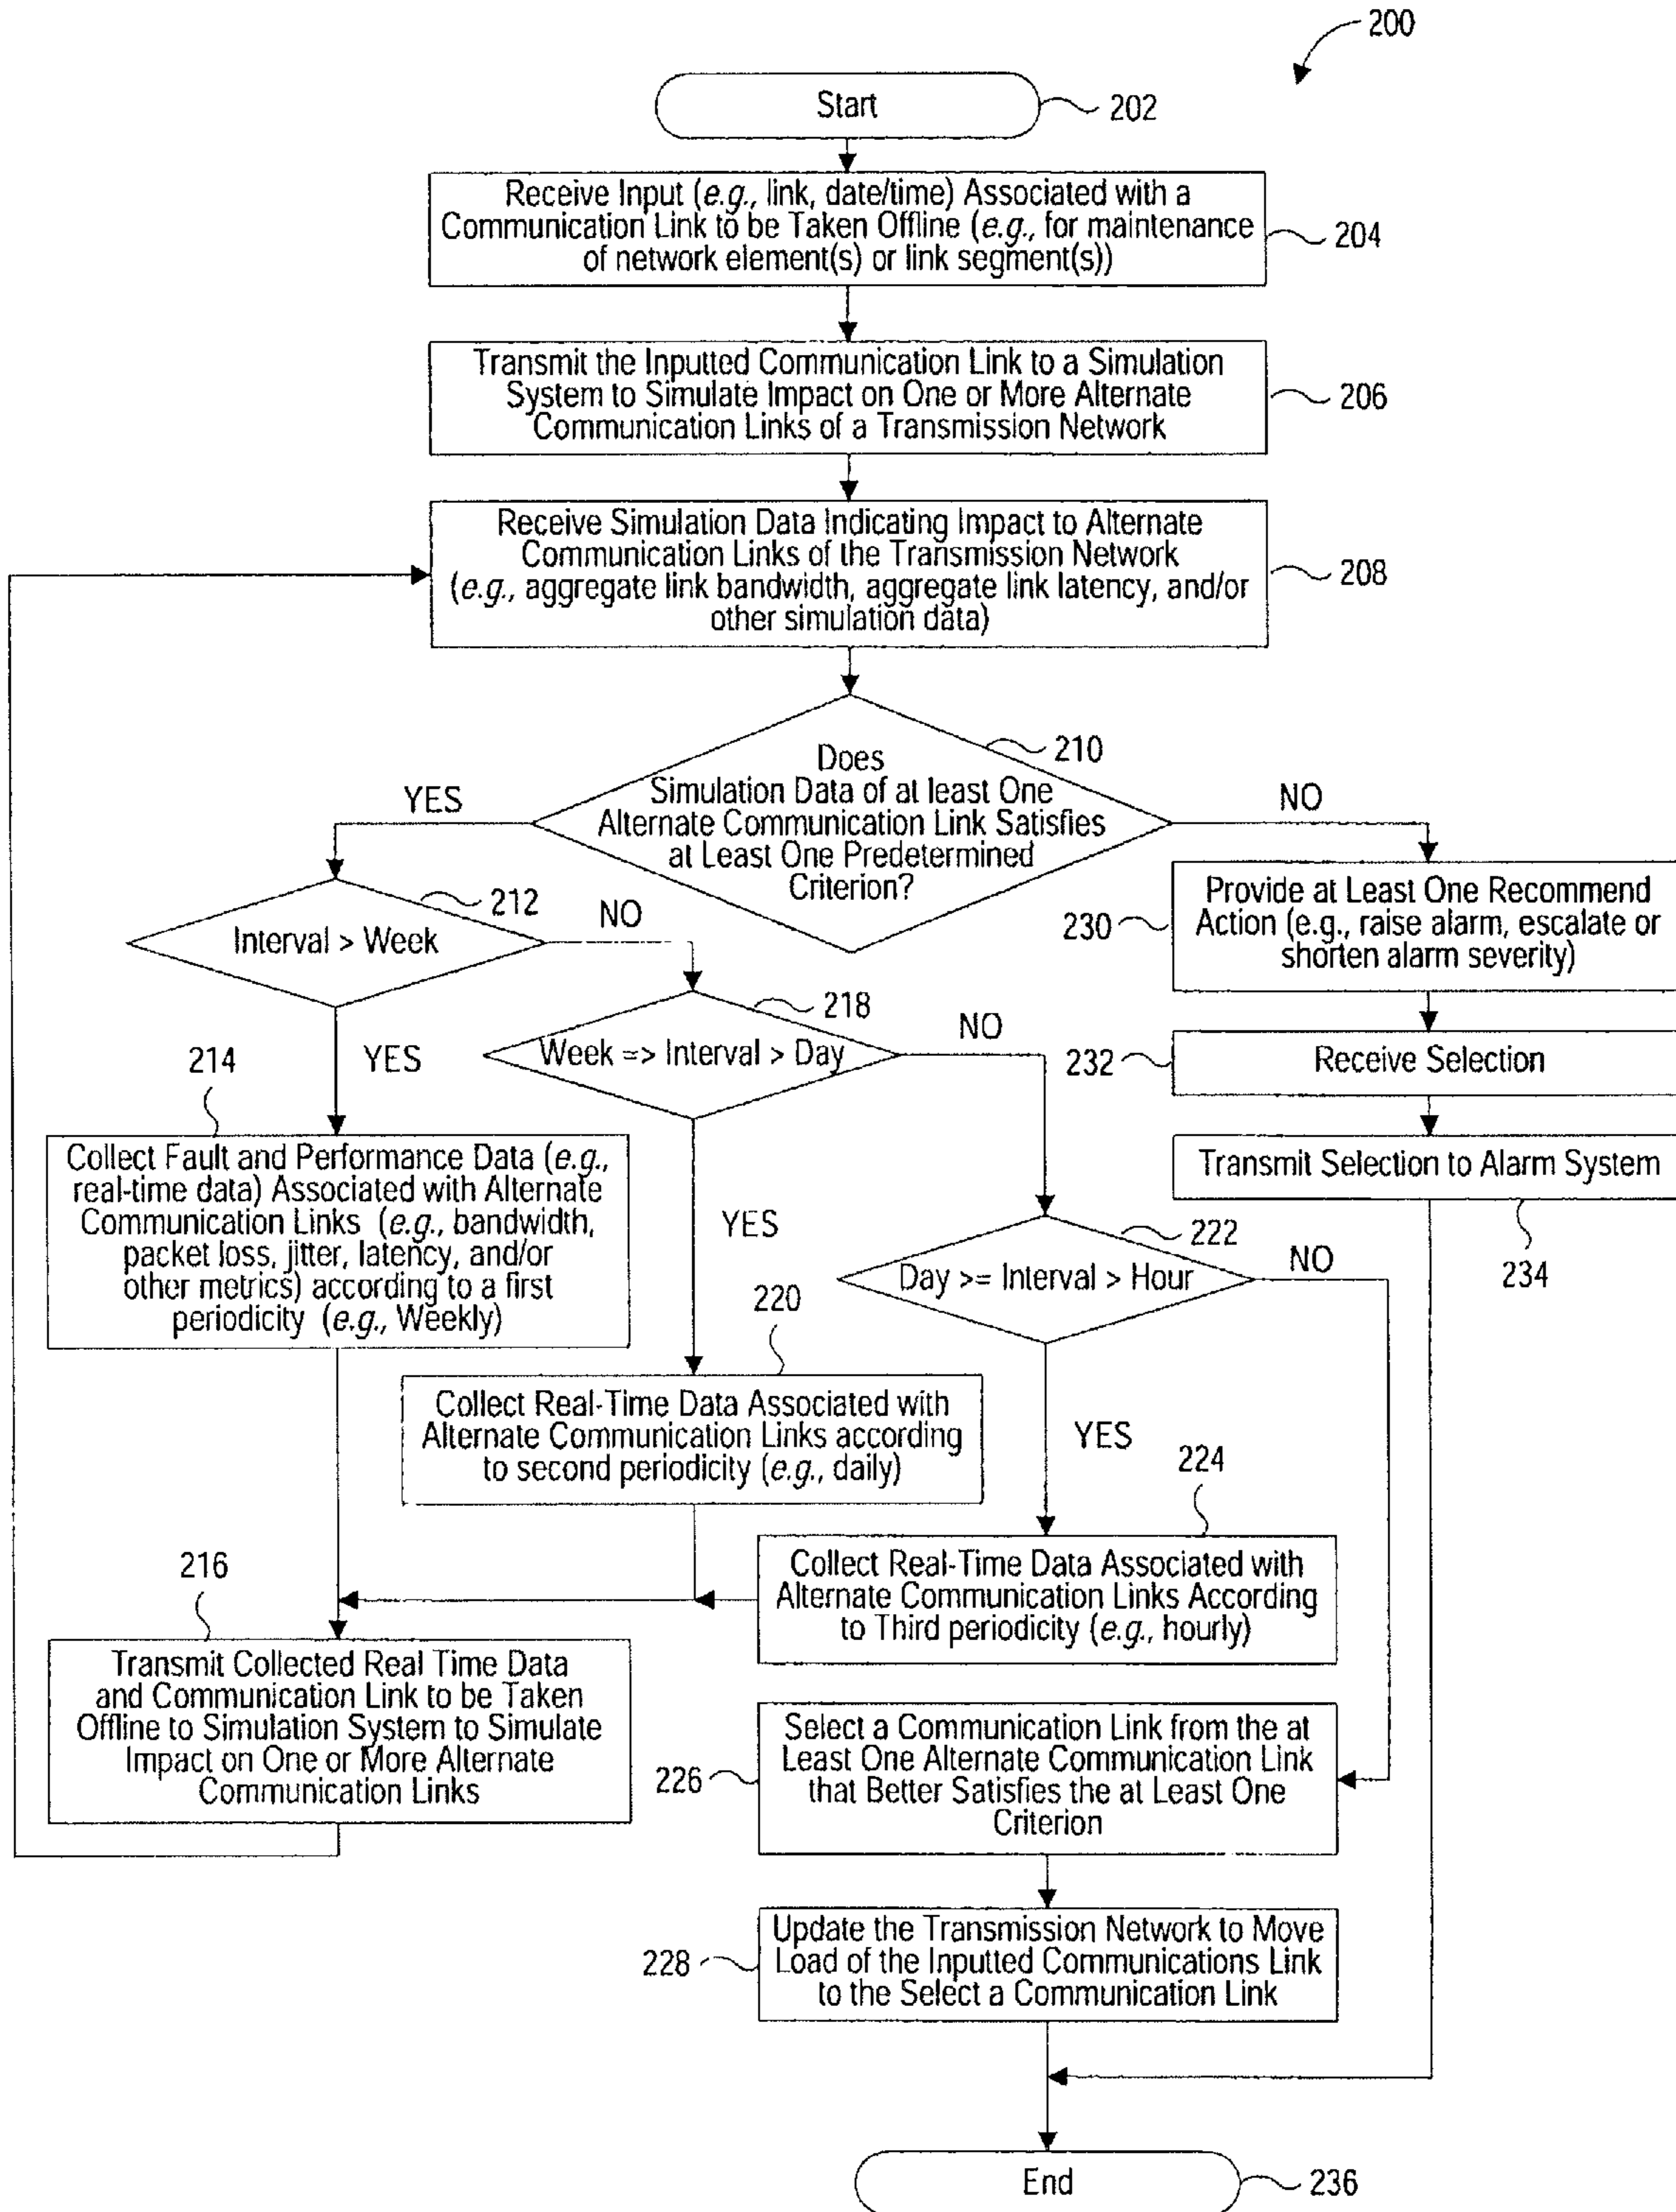 200
Start
202
Receive Input (e.g., link, date/time) Associated with a
Communication Link to be Taken Offline (e.g., for maintenance
of network element(s) or link segment(s))
204
Transmit the Inputted Communication Link to a Simulation
System to Simulate Impact on One or More Alternate
Communication Links of a Transmission Network
206
Receive Simulation Data Indicating Impact to Alternate
Communication Links of the Transmission Network
(e.g., aggregate link bandwidth, aggregate link latency, and/or
other simulation data)
208
Does
Simulation Data of at least One
Alternate Communication Link Satisfies
at Least One Predetermined
Criterion?
210
YES
NO
Interval > Week
212
NO
YES
Provide at Least One Recommend
Action (e.g., raise alarm, escalate or
shorten alarm severity)
230
Week => Interval > Day
218
NO
YES
Receive Selection
232
Transmit Selection to Alarm System
234
214
Collect Fault and Performance Data (e.g.,
real-time data) Associated with Alternate
Communication Links (e.g., bandwidth,
packet loss, jitter, latency, and/or
other metrics) according to a first
periodicity (e.g., Weekly)
Day >= Interval > Hour
222
NO
YES
220
Collect Real-Time Data Associated with
Alternate Communication Links according
to second periodicity (e.g., daily)
224
Collect Real-Time Data Associated with
Alternate Communication Links According
to Third periodicity (e.g., hourly)
216
Transmit Collected Real Time Data
and Communication Link to be Taken
Offline to Simulation System to Simulate
Impact on One or More Alternate
Communication Links
Select a Communication Link from the at
Least One Alternate Communication Link
that Better Satisfies the at Least One
Criterion
226
Update the Transmission Network to Move
Load of the Inputted Communications Link
to the Select a Communication Link
228
End
236